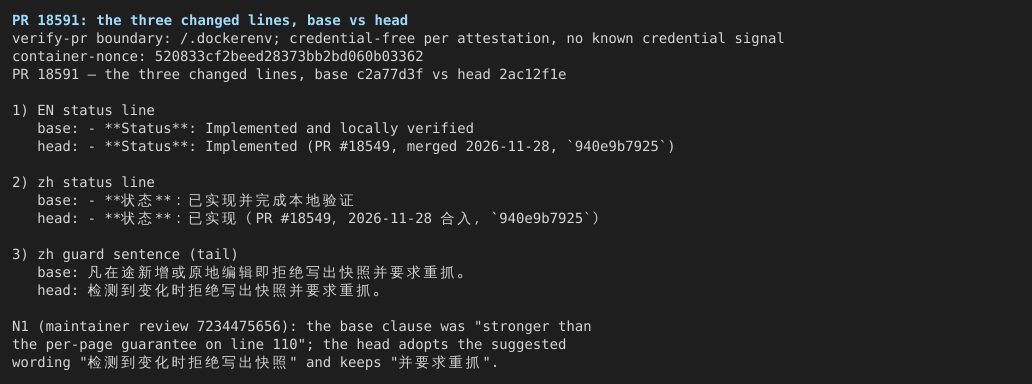 PR 18591: the three changed lines, base vs head
verify-pr boundary: /.dockerenv; credential-free per attestation, no known credential signal
container-nonce: 520833cf2beed28373bb2bd060b03362
PR 18591 — the three changed lines, base c2a77d3f vs head 2ac12f1e
1) EN status line
base: - **Status**: Implemented and locally verified
head: - **Status**: Implemented (PR #18549, merged 2026-11-28, `940e9b7925`)
2) zh status line
base: - **状态**：已实现并完成本地验证
head: - **状态**：已实现（PR #18549，2026-11-28 合入，`940e9b7925`）
3) zh guard sentence (tail)
base: 凡在途新增或原地编辑即拒绝写出快照并要求重抓。
head: 检测到变化时拒绝写出快照并要求重抓。
N1 (maintainer review 7234475656): the base clause was "stronger than
the per-page guarantee on line 110"; the head adopts the suggested
wording "检测到变化时拒绝写出快照" and keeps "并要求重抓".